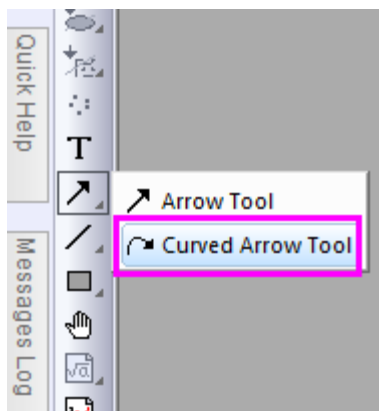 Quick Help
T
Arrow Tool
Curved Arrow Tool
Messages Log
√α